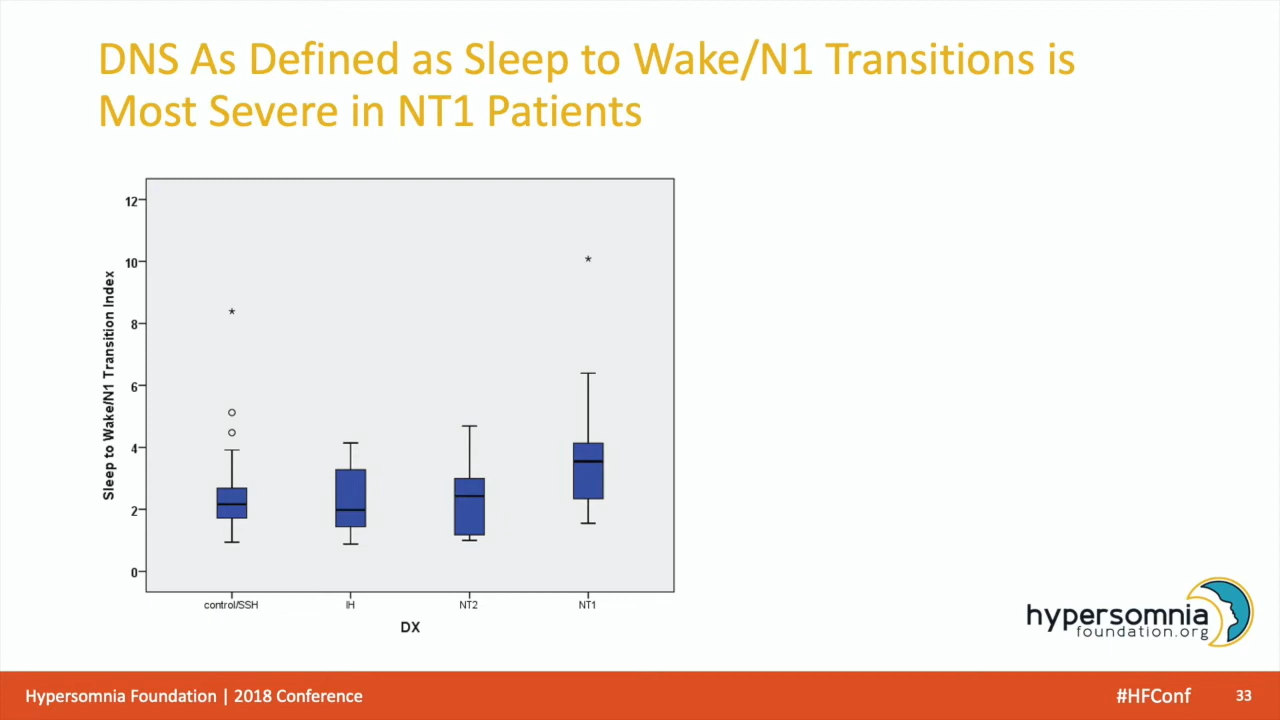 DNS As Defined as Sleep to Wake/N1 Transitions is
Most Severe in NT1 Patients
Sleep to Wake/N1 Transition Index
12
10
8
6
4
2
0
control/SSH
IH
NT2
NT1
DX
hypersomnia
foundation.org
Hypersomnia Foundation | 2018 Conference
#HFConf
33